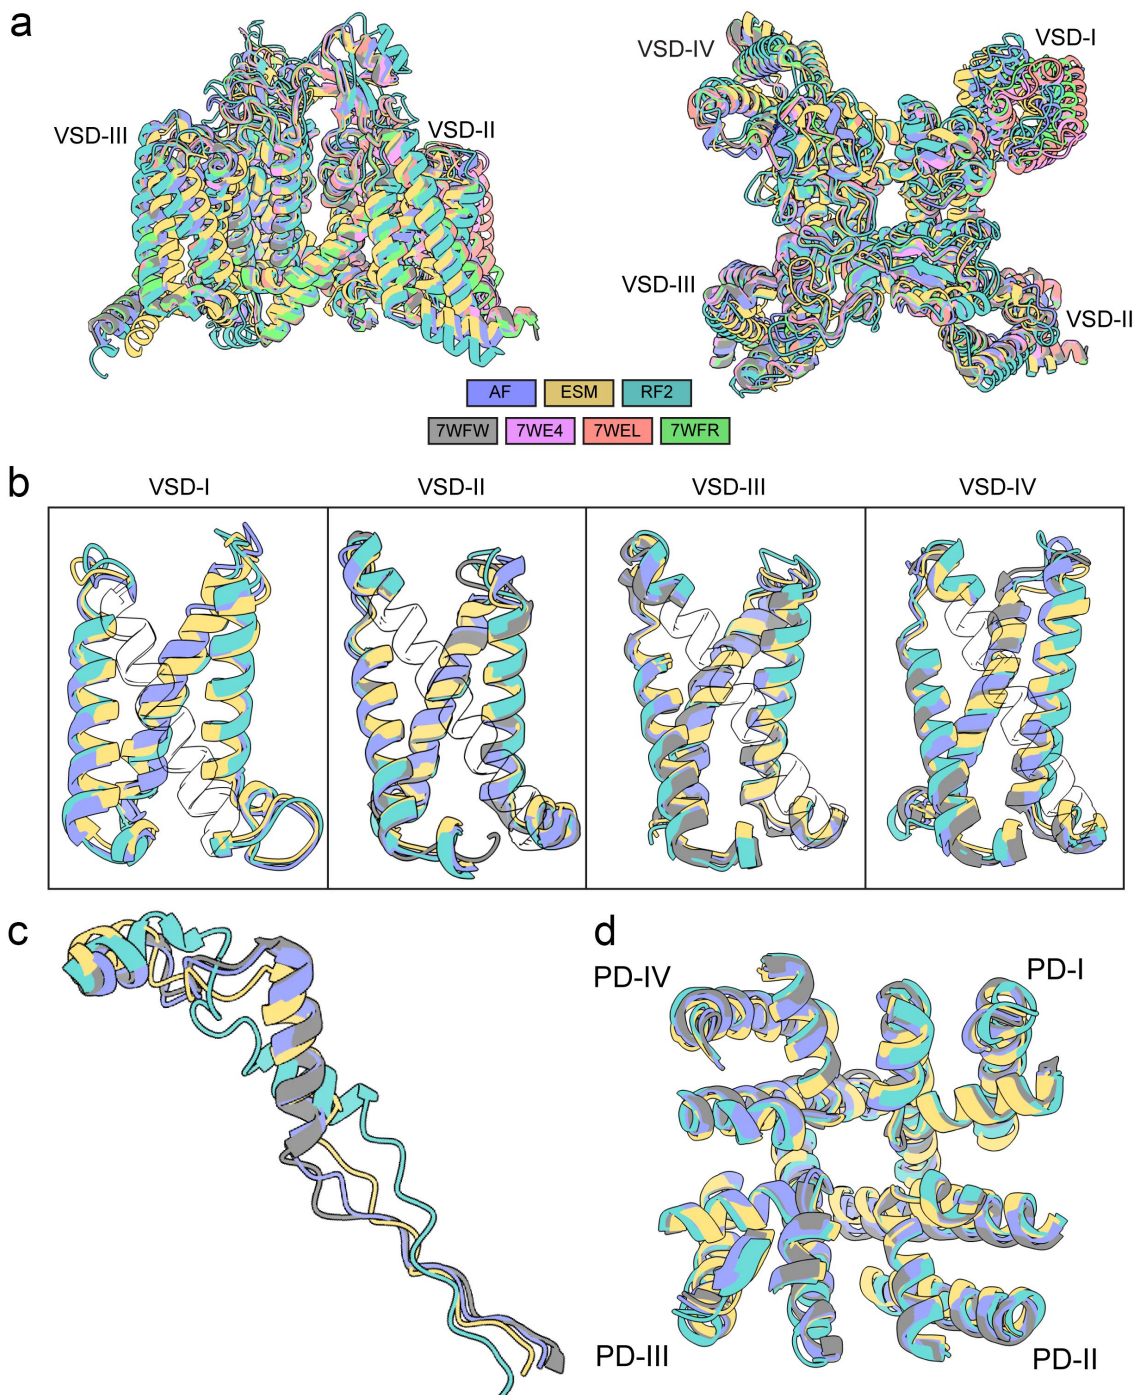 a
VSD-III
VSD-II
VSD-IV
VSD-I
VSD-III
VSD-II
AF
ESM
RF2
7WFW
7WE4
7WEL
7WFR
b
VSD-I
VSD-II
VSD-III
VSD-IV
c
d
PD-IV
PD-I
PD-III
PD-II